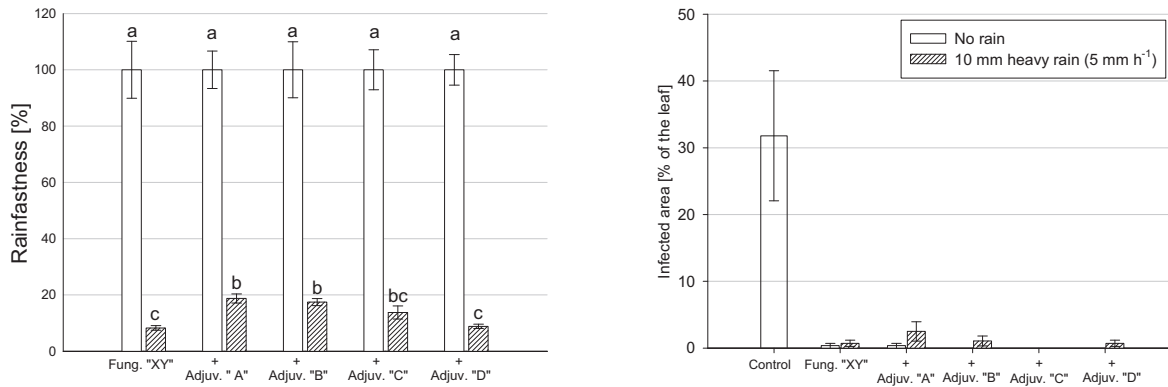 Rainfastness [%]
120
100
80
60
40
20
0
a
a
a
a
a
c
b
b
bc
c
Fung. "XY"
+
Adjuv. " A"
+
Adjuv. "B"
+
Adjuv. "C"
+
Adjuv. "D"
Infected area [% of the leaf]
50
40
30
20
10
0
No rain
10 mm heavy rain (5 mm h⁻¹)
Control
Fung. "XY"
+
Adjuv. "A"
+
Adjuv. "B"
+
Adjuv. "C"
+
Adjuv. "D"